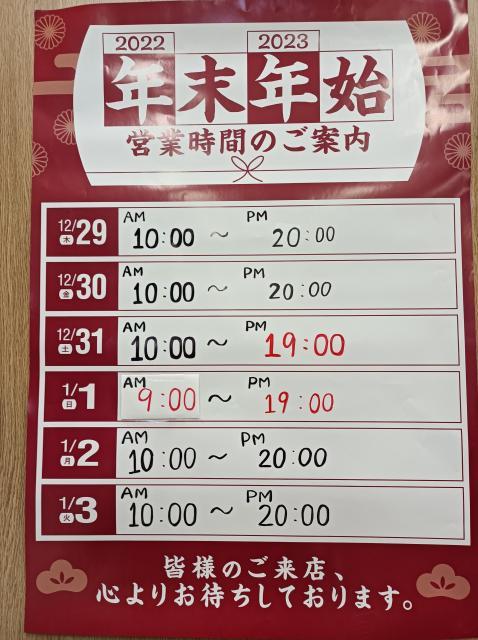 2022 2023
年末年始
営業時間のご案内
12/29 木 AM 10:00 ～ PM 20:00
12/30 金 AM 10:00 ～ PM 20:00
12/31 土 AM 10:00 ～ PM 19:00
1/1 日 AM 9:00 ～ PM 19:00
1/2 月 AM 10:00 ～ PM 20:00
1/3 火 AM 10:00 ～ PM 20:00
皆様のご来店、
心よりお待ちしております。